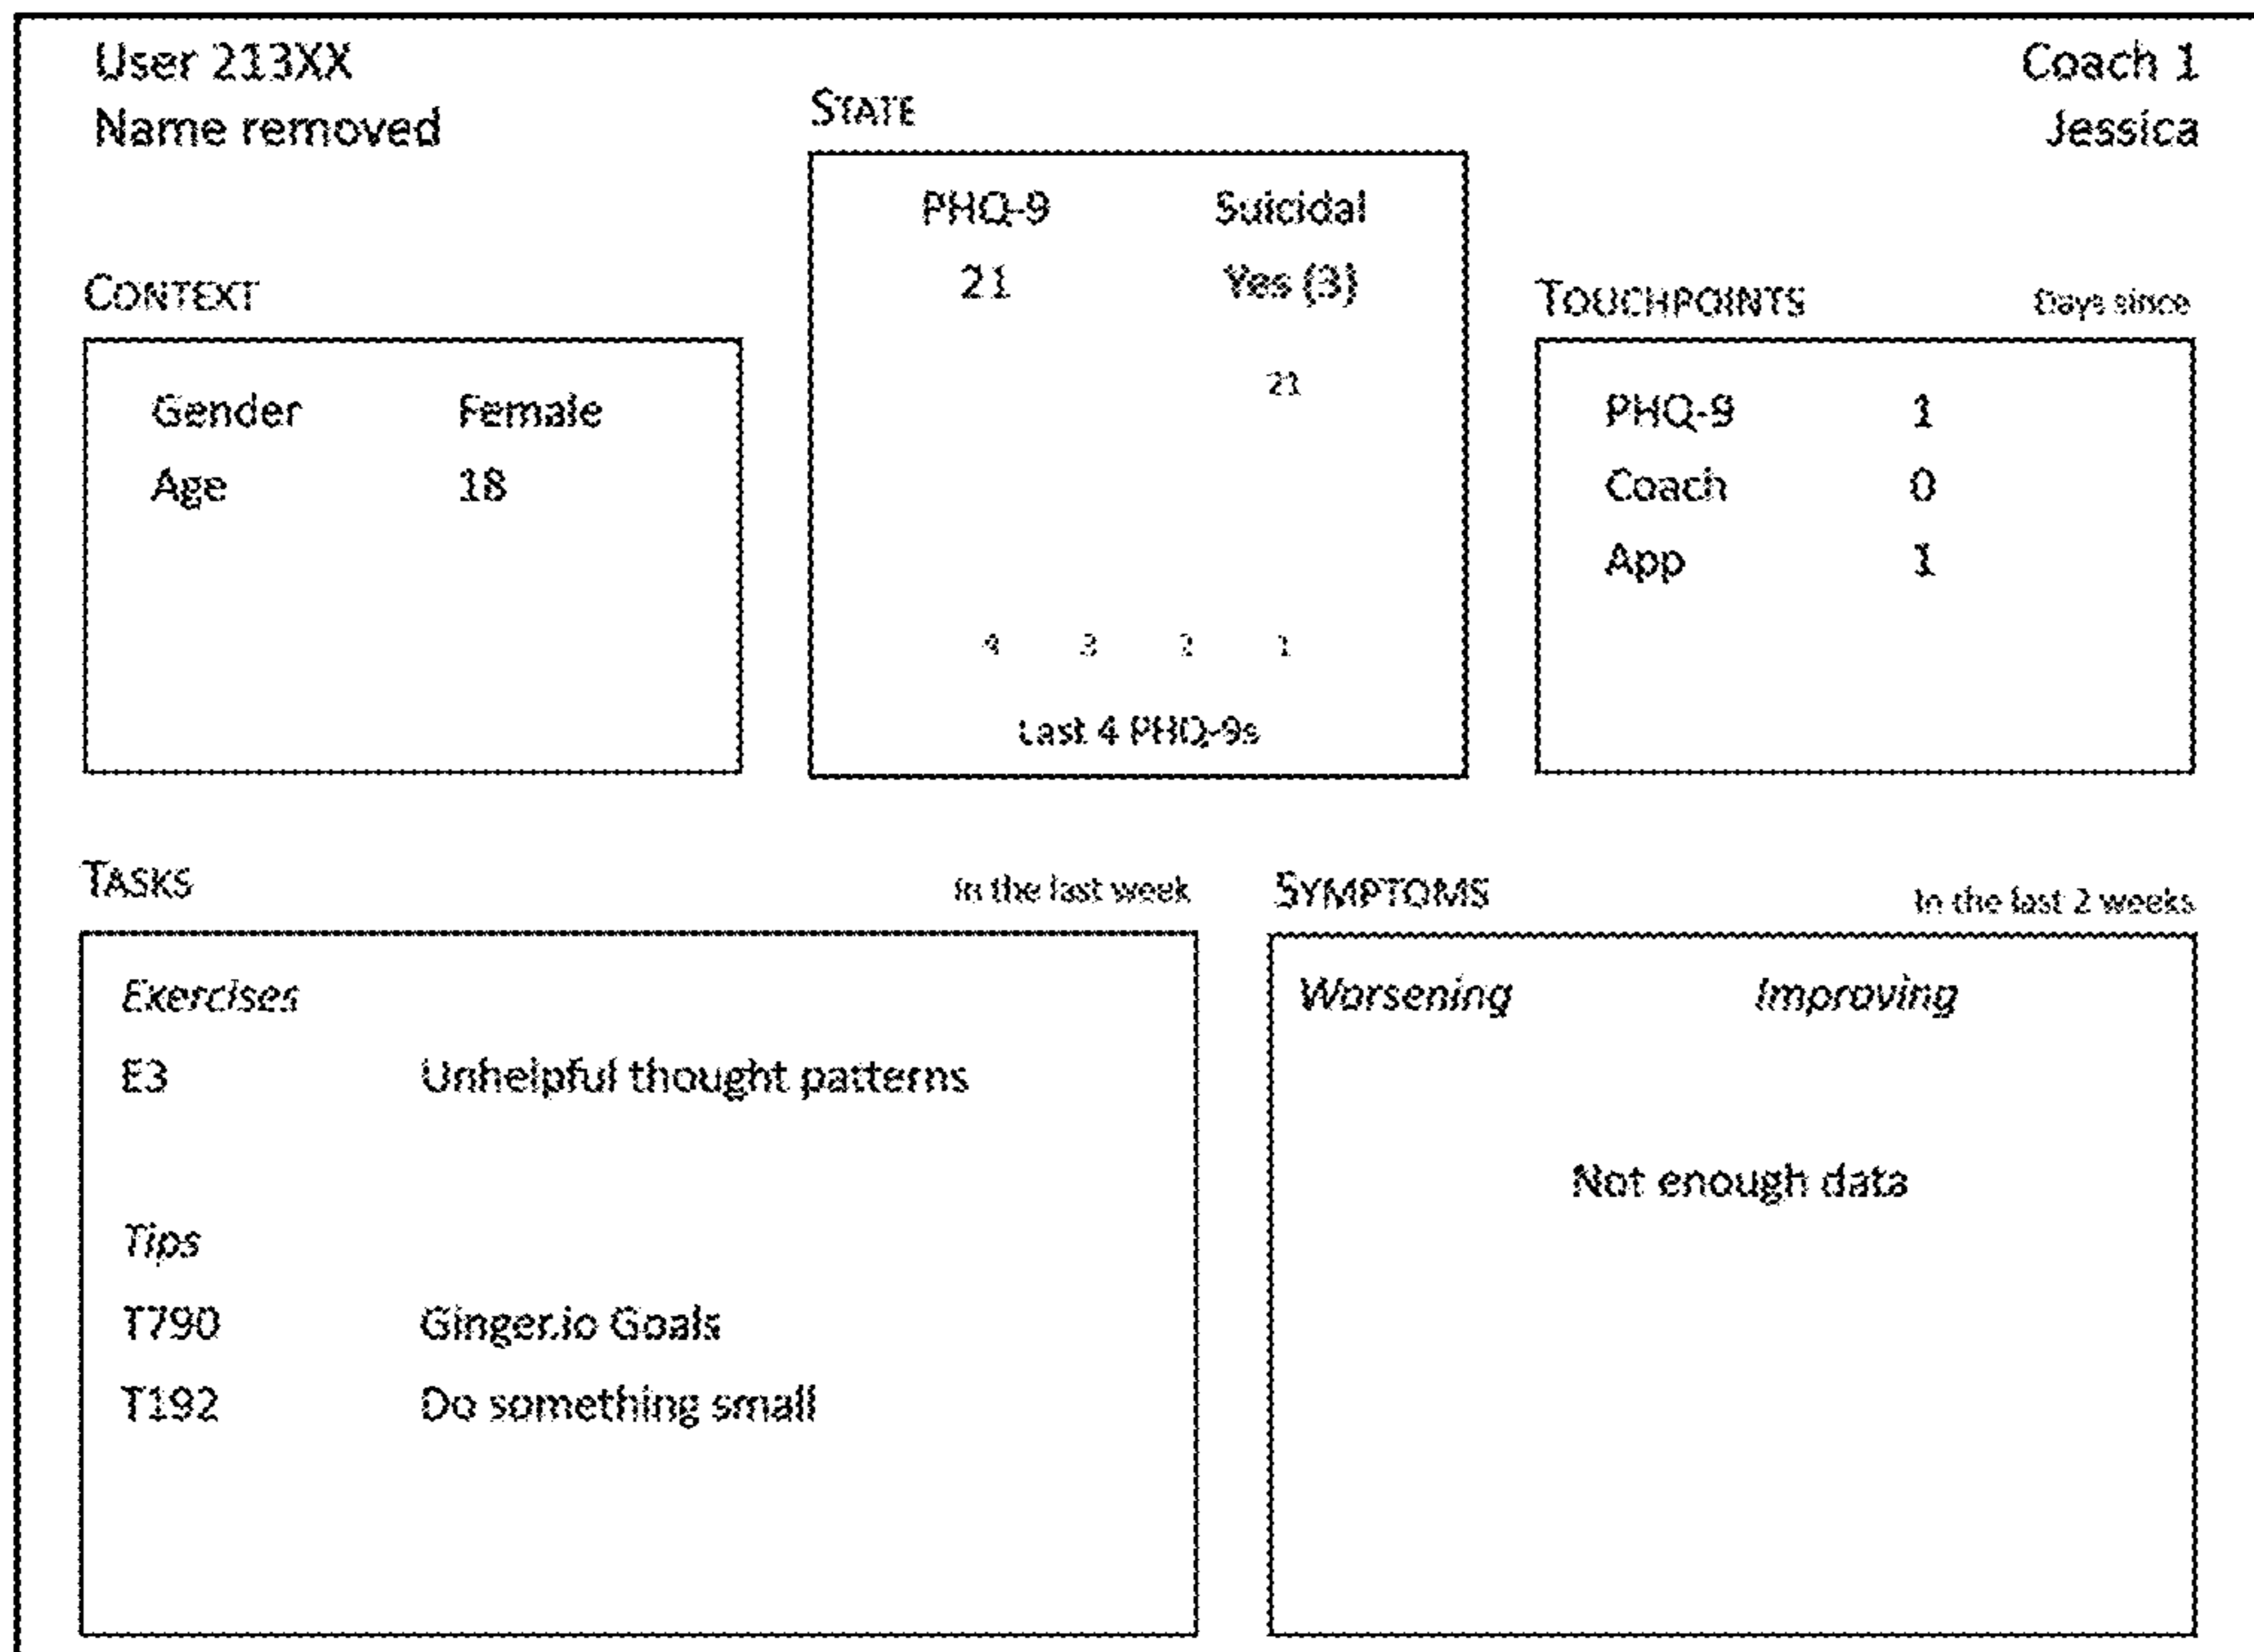 User 213XX
Name removed
Coach 1
Jessica
STATE
PHQ-9 Suicidal
21 Yes (3)
21
4 3 2 1
Last 4 PHQ-9s
CONTEXT
Gender Female
Age 18
TOUCHPOINTS Days since
PHQ-9 1
Coach 0
App 1
TASKS In the last week
Exercises
E3 Unhelpful thought patterns
Tips
T790 Ginger.io Goals
T192 Do something small
SYMPTOMS In the last 2 weeks
Worsening Improving
Not enough data